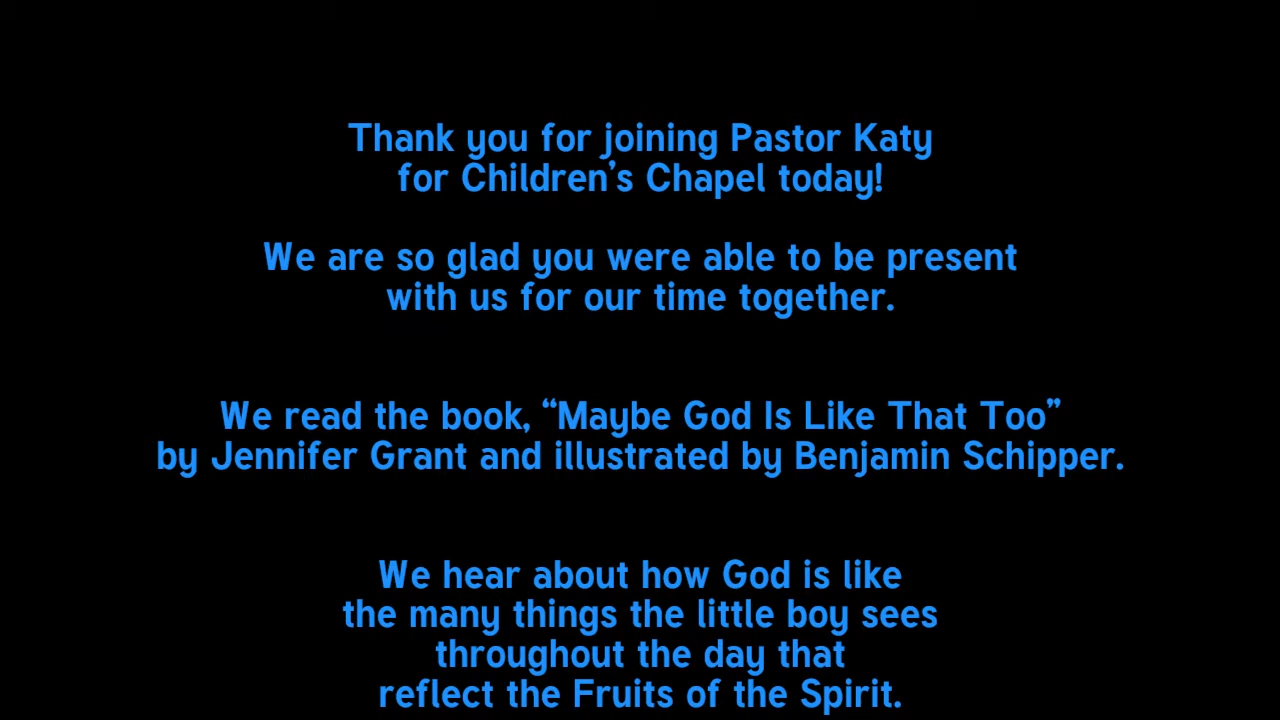 Thank you for joining Pastor Katy
for Children’s Chapel today!
We are so glad you were able to be present
with us for our time together.
We read the book, “Maybe God Is Like That Too”
by Jennifer Grant and illustrated by Benjamin Schipper.
We hear about how God is like
the many things the little boy sees
throughout the day that
reflect the Fruits of the Spirit.